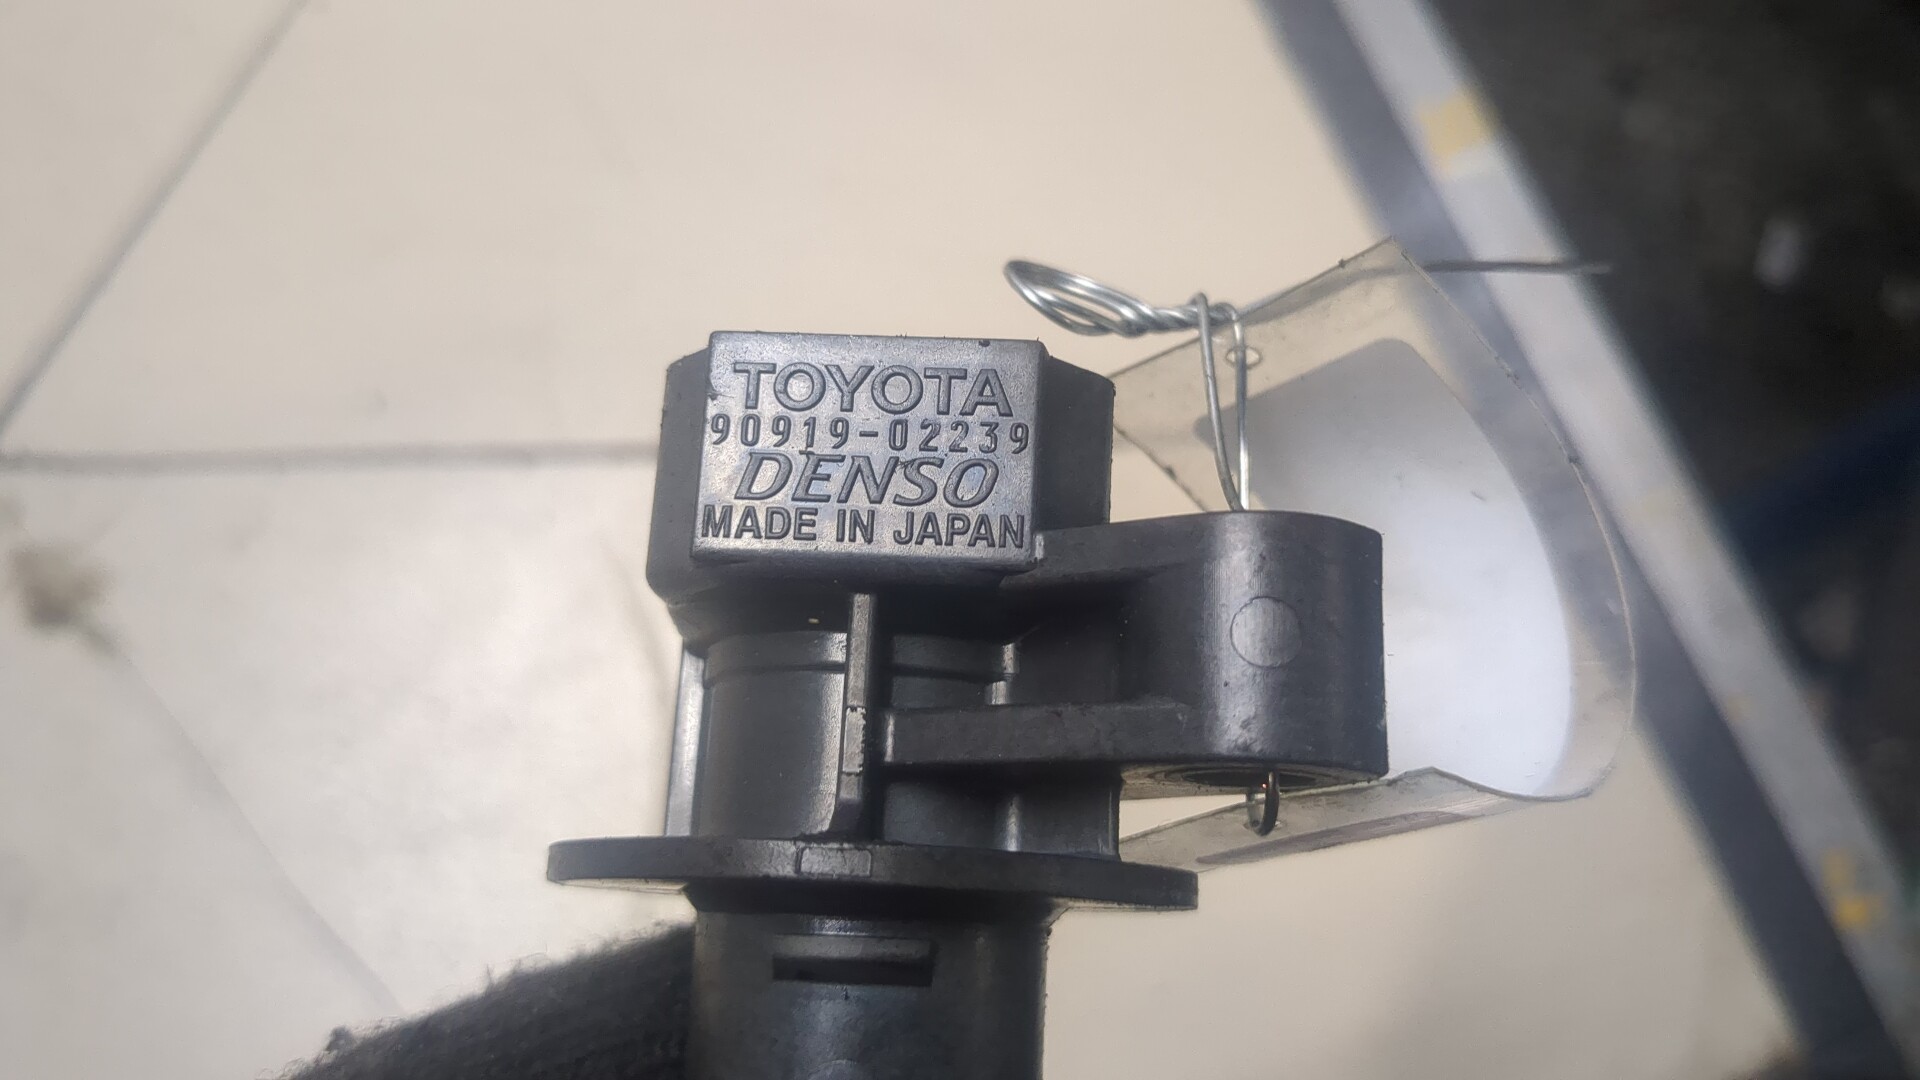 TOYOTA
90919-02239
DENSO
MADE IN JAPAN